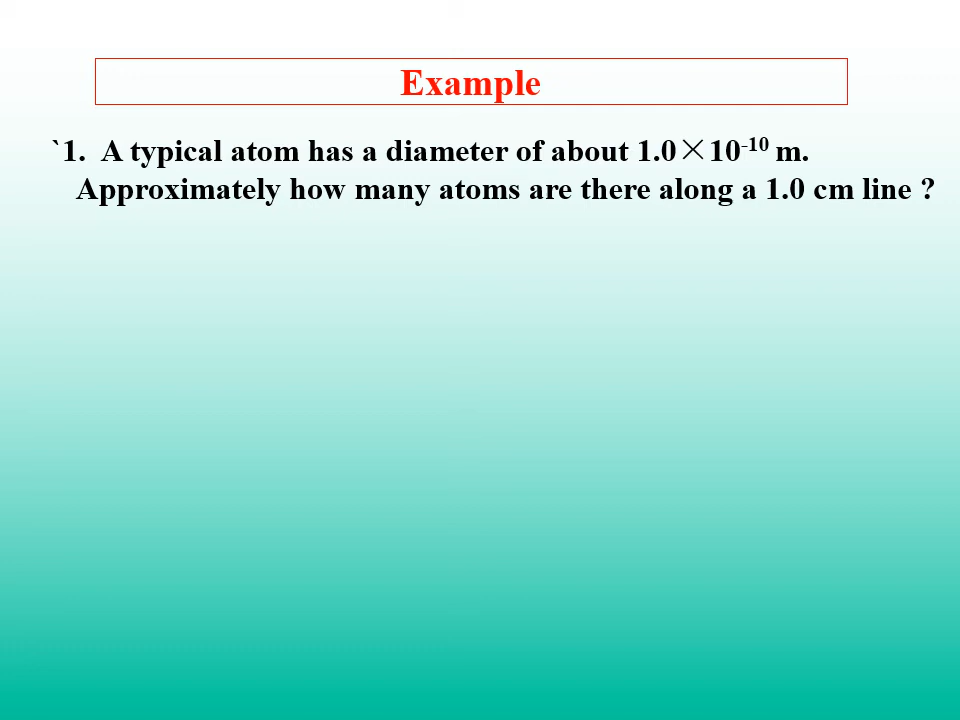 Example
`1. A typical atom has a diameter of about 1.0×10⁻¹⁰ m.
Approximately how many atoms are there along a 1.0 cm line ?